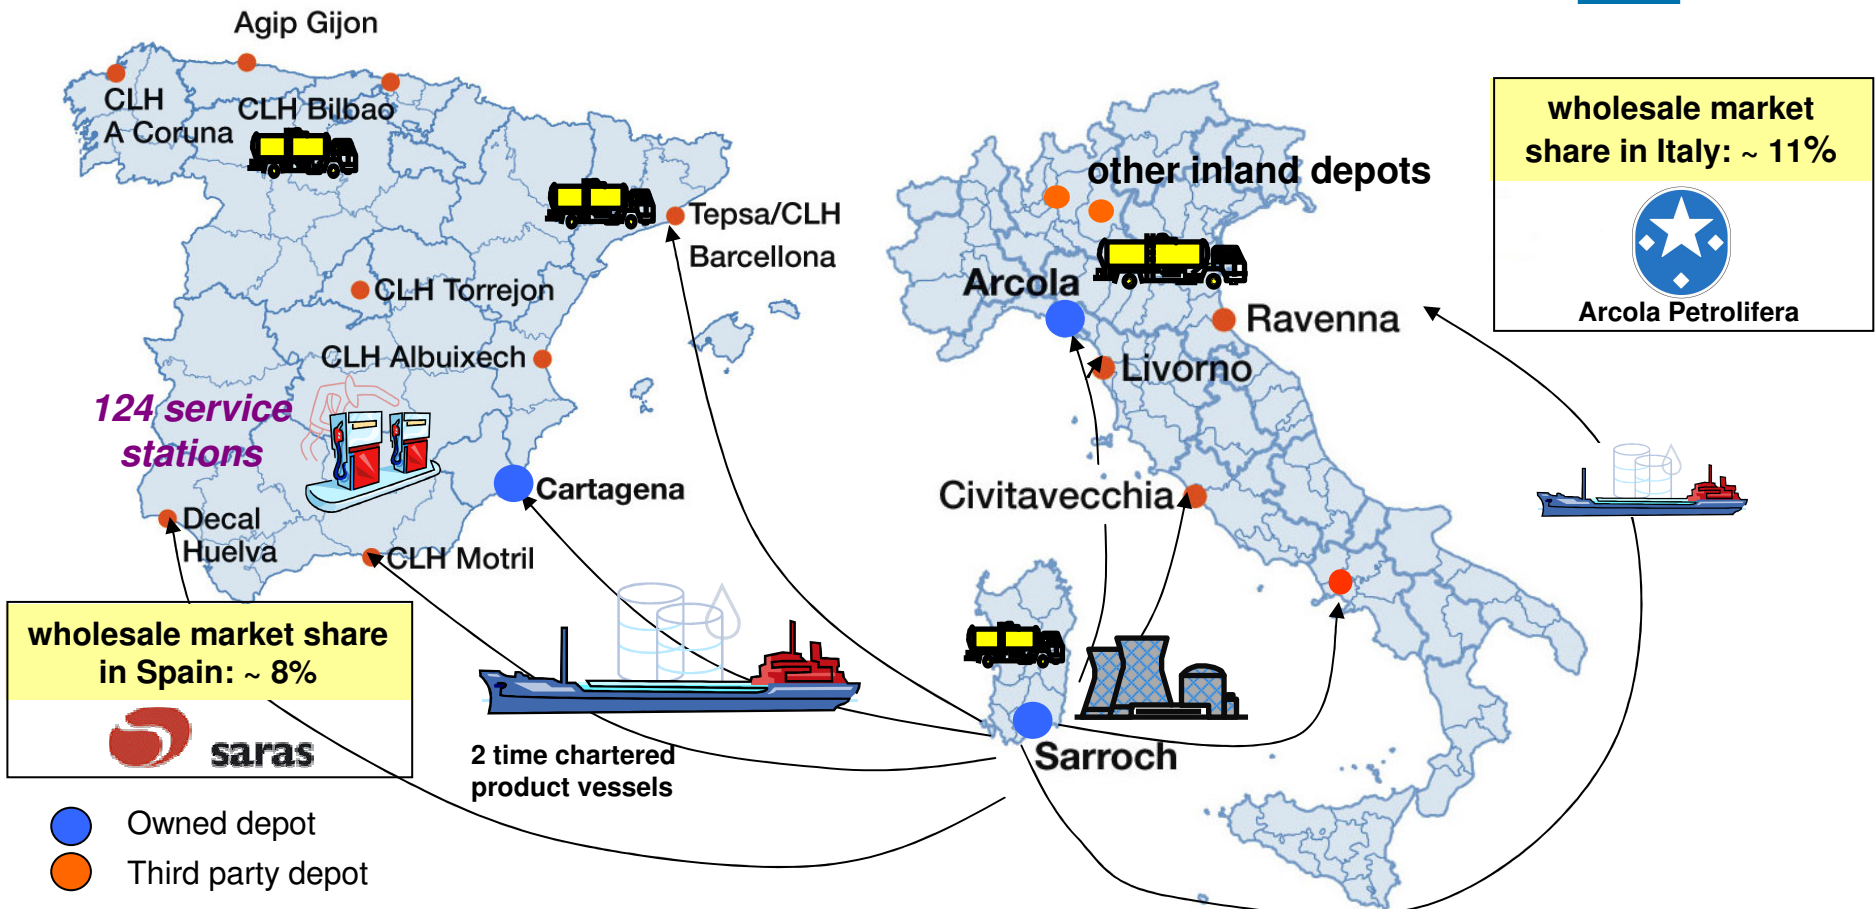 Agip Gijon
CLH
A Coruna
CLH Bilbao
Tepsa/CLH
Barcellona
CLH Torrejon
CLH Albuixech
124 service
stations
Cartagena
Decal
Huelva
CLH Motril
wholesale market share
in Spain: ~ 8%
saras
2 time chartered
product vessels
Owned depot
Third party depot
other inland depots
Arcola
Ravenna
Livorno
Civitavecchia
Sarroch
wholesale market
share in Italy: ~ 11%
Arcola Petrolifera